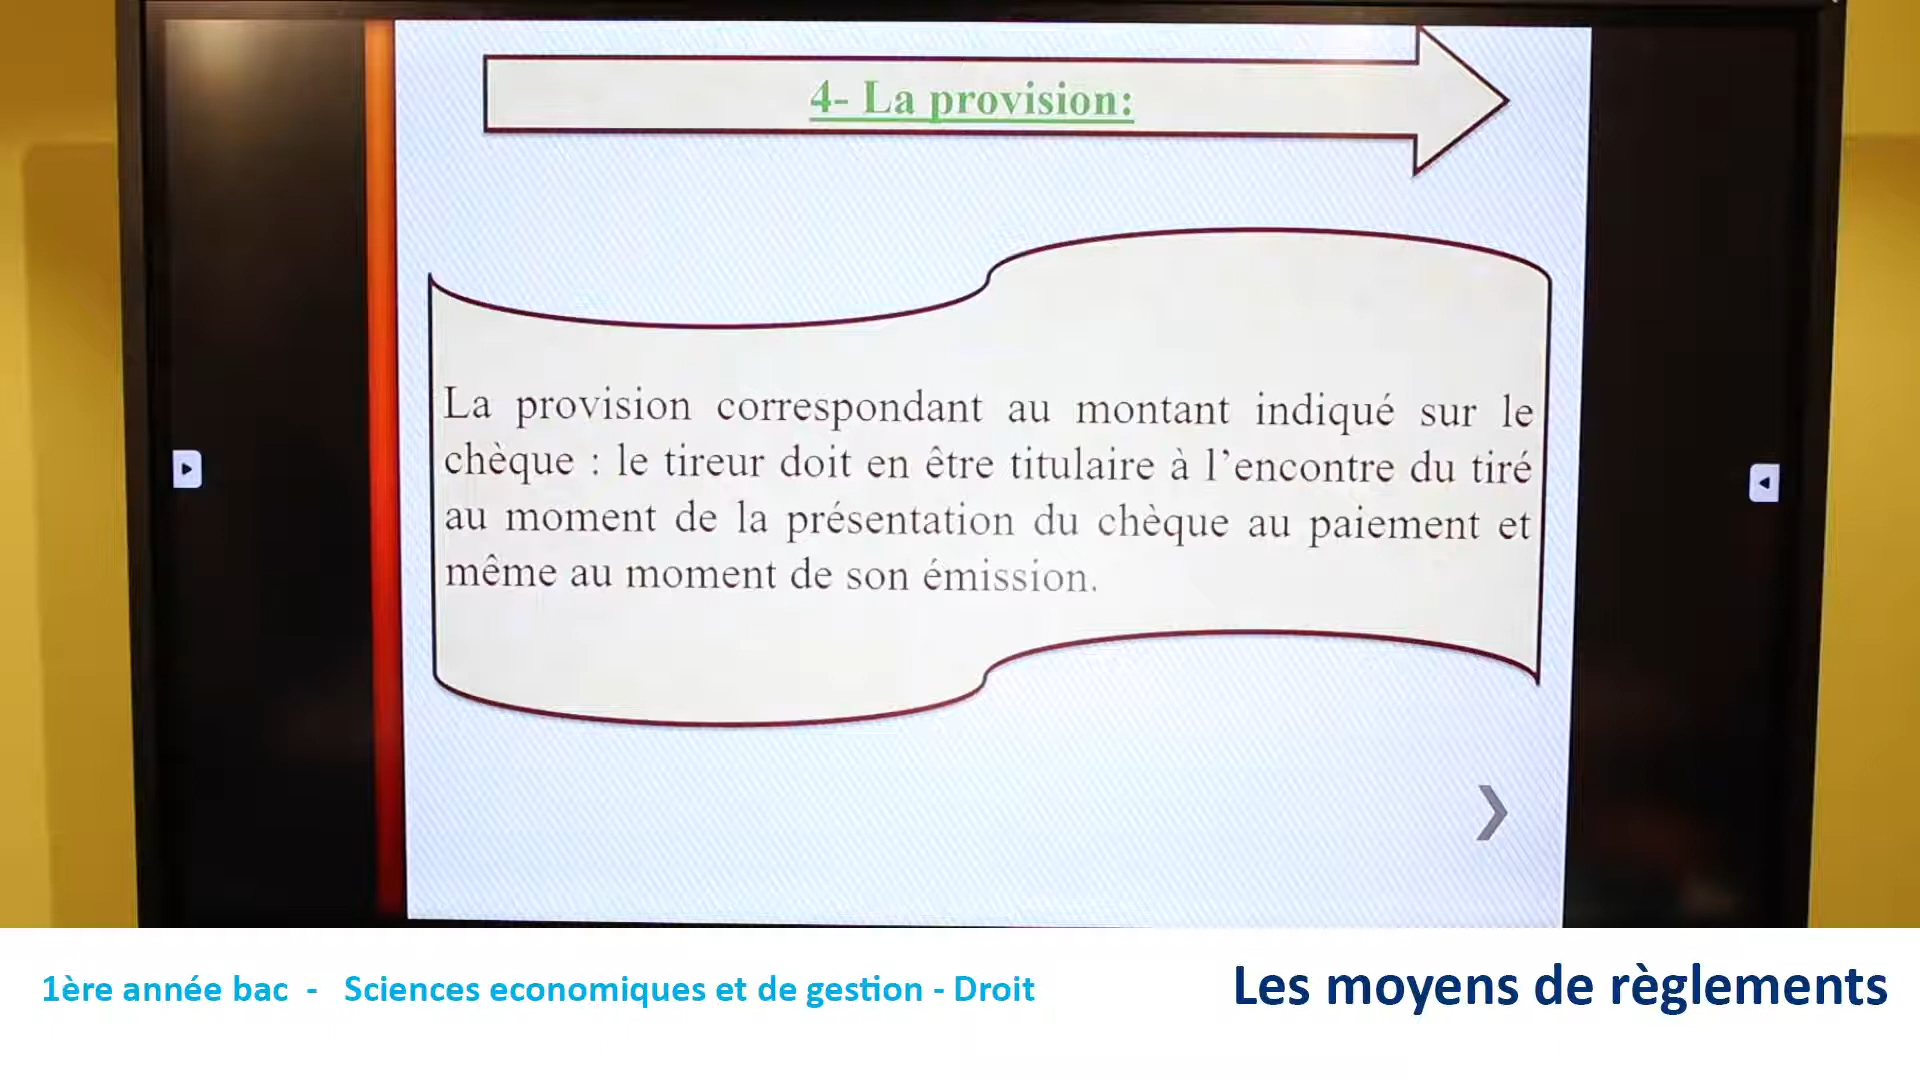 4- La provision:
La provision correspondant au montant indiqué sur le
chèque : le tireur doit en être titulaire à l’encontre du tiré
au moment de la présentation du chèque au paiement et
même au moment de son émission.
1ère année bac - Sciences economiques et de gestion - Droit
Les moyens de règlements